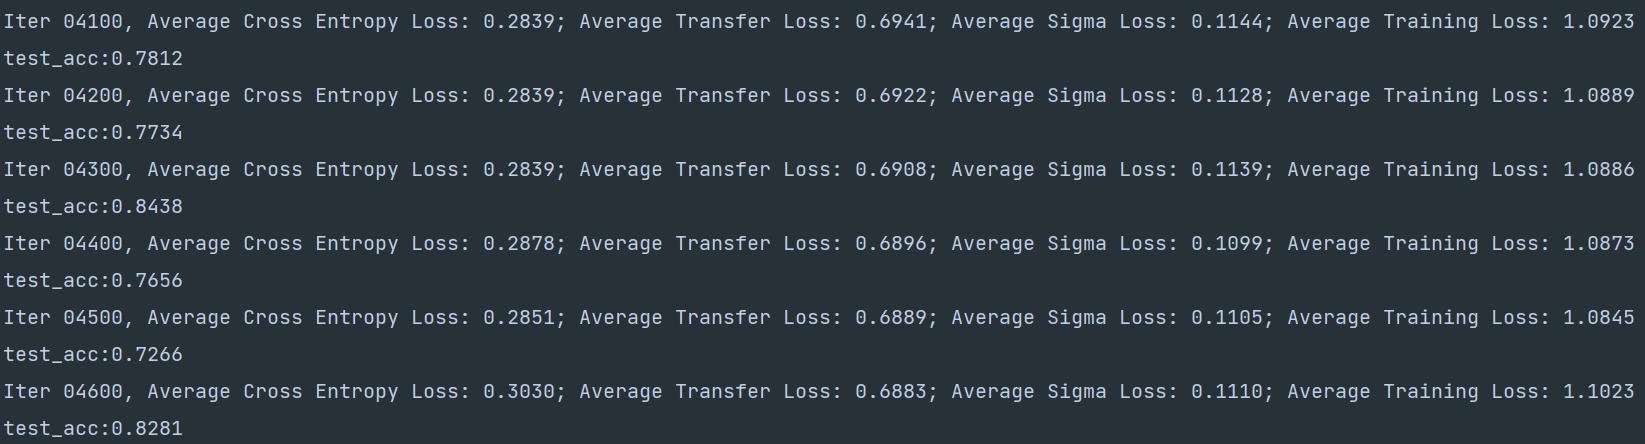 Iter 04100, Average Cross Entropy Loss: 0.2839; Average Transfer Loss: 0.6941; Average Sigma Loss: 0.1144; Average Training Loss: 1.0923
test_acc:0.7812
Iter 04200, Average Cross Entropy Loss: 0.2839; Average Transfer Loss: 0.6922; Average Sigma Loss: 0.1128; Average Training Loss: 1.0889
test_acc:0.7734
Iter 04300, Average Cross Entropy Loss: 0.2839; Average Transfer Loss: 0.6908; Average Sigma Loss: 0.1139; Average Training Loss: 1.0886
test_acc:0.8438
Iter 04400, Average Cross Entropy Loss: 0.2878; Average Transfer Loss: 0.6896; Average Sigma Loss: 0.1099; Average Training Loss: 1.0873
test_acc:0.7656
Iter 04500, Average Cross Entropy Loss: 0.2851; Average Transfer Loss: 0.6889; Average Sigma Loss: 0.1105; Average Training Loss: 1.0845
test_acc:0.7266
Iter 04600, Average Cross Entropy Loss: 0.3030; Average Transfer Loss: 0.6883; Average Sigma Loss: 0.1110; Average Training Loss: 1.1023
test_acc:0.8281